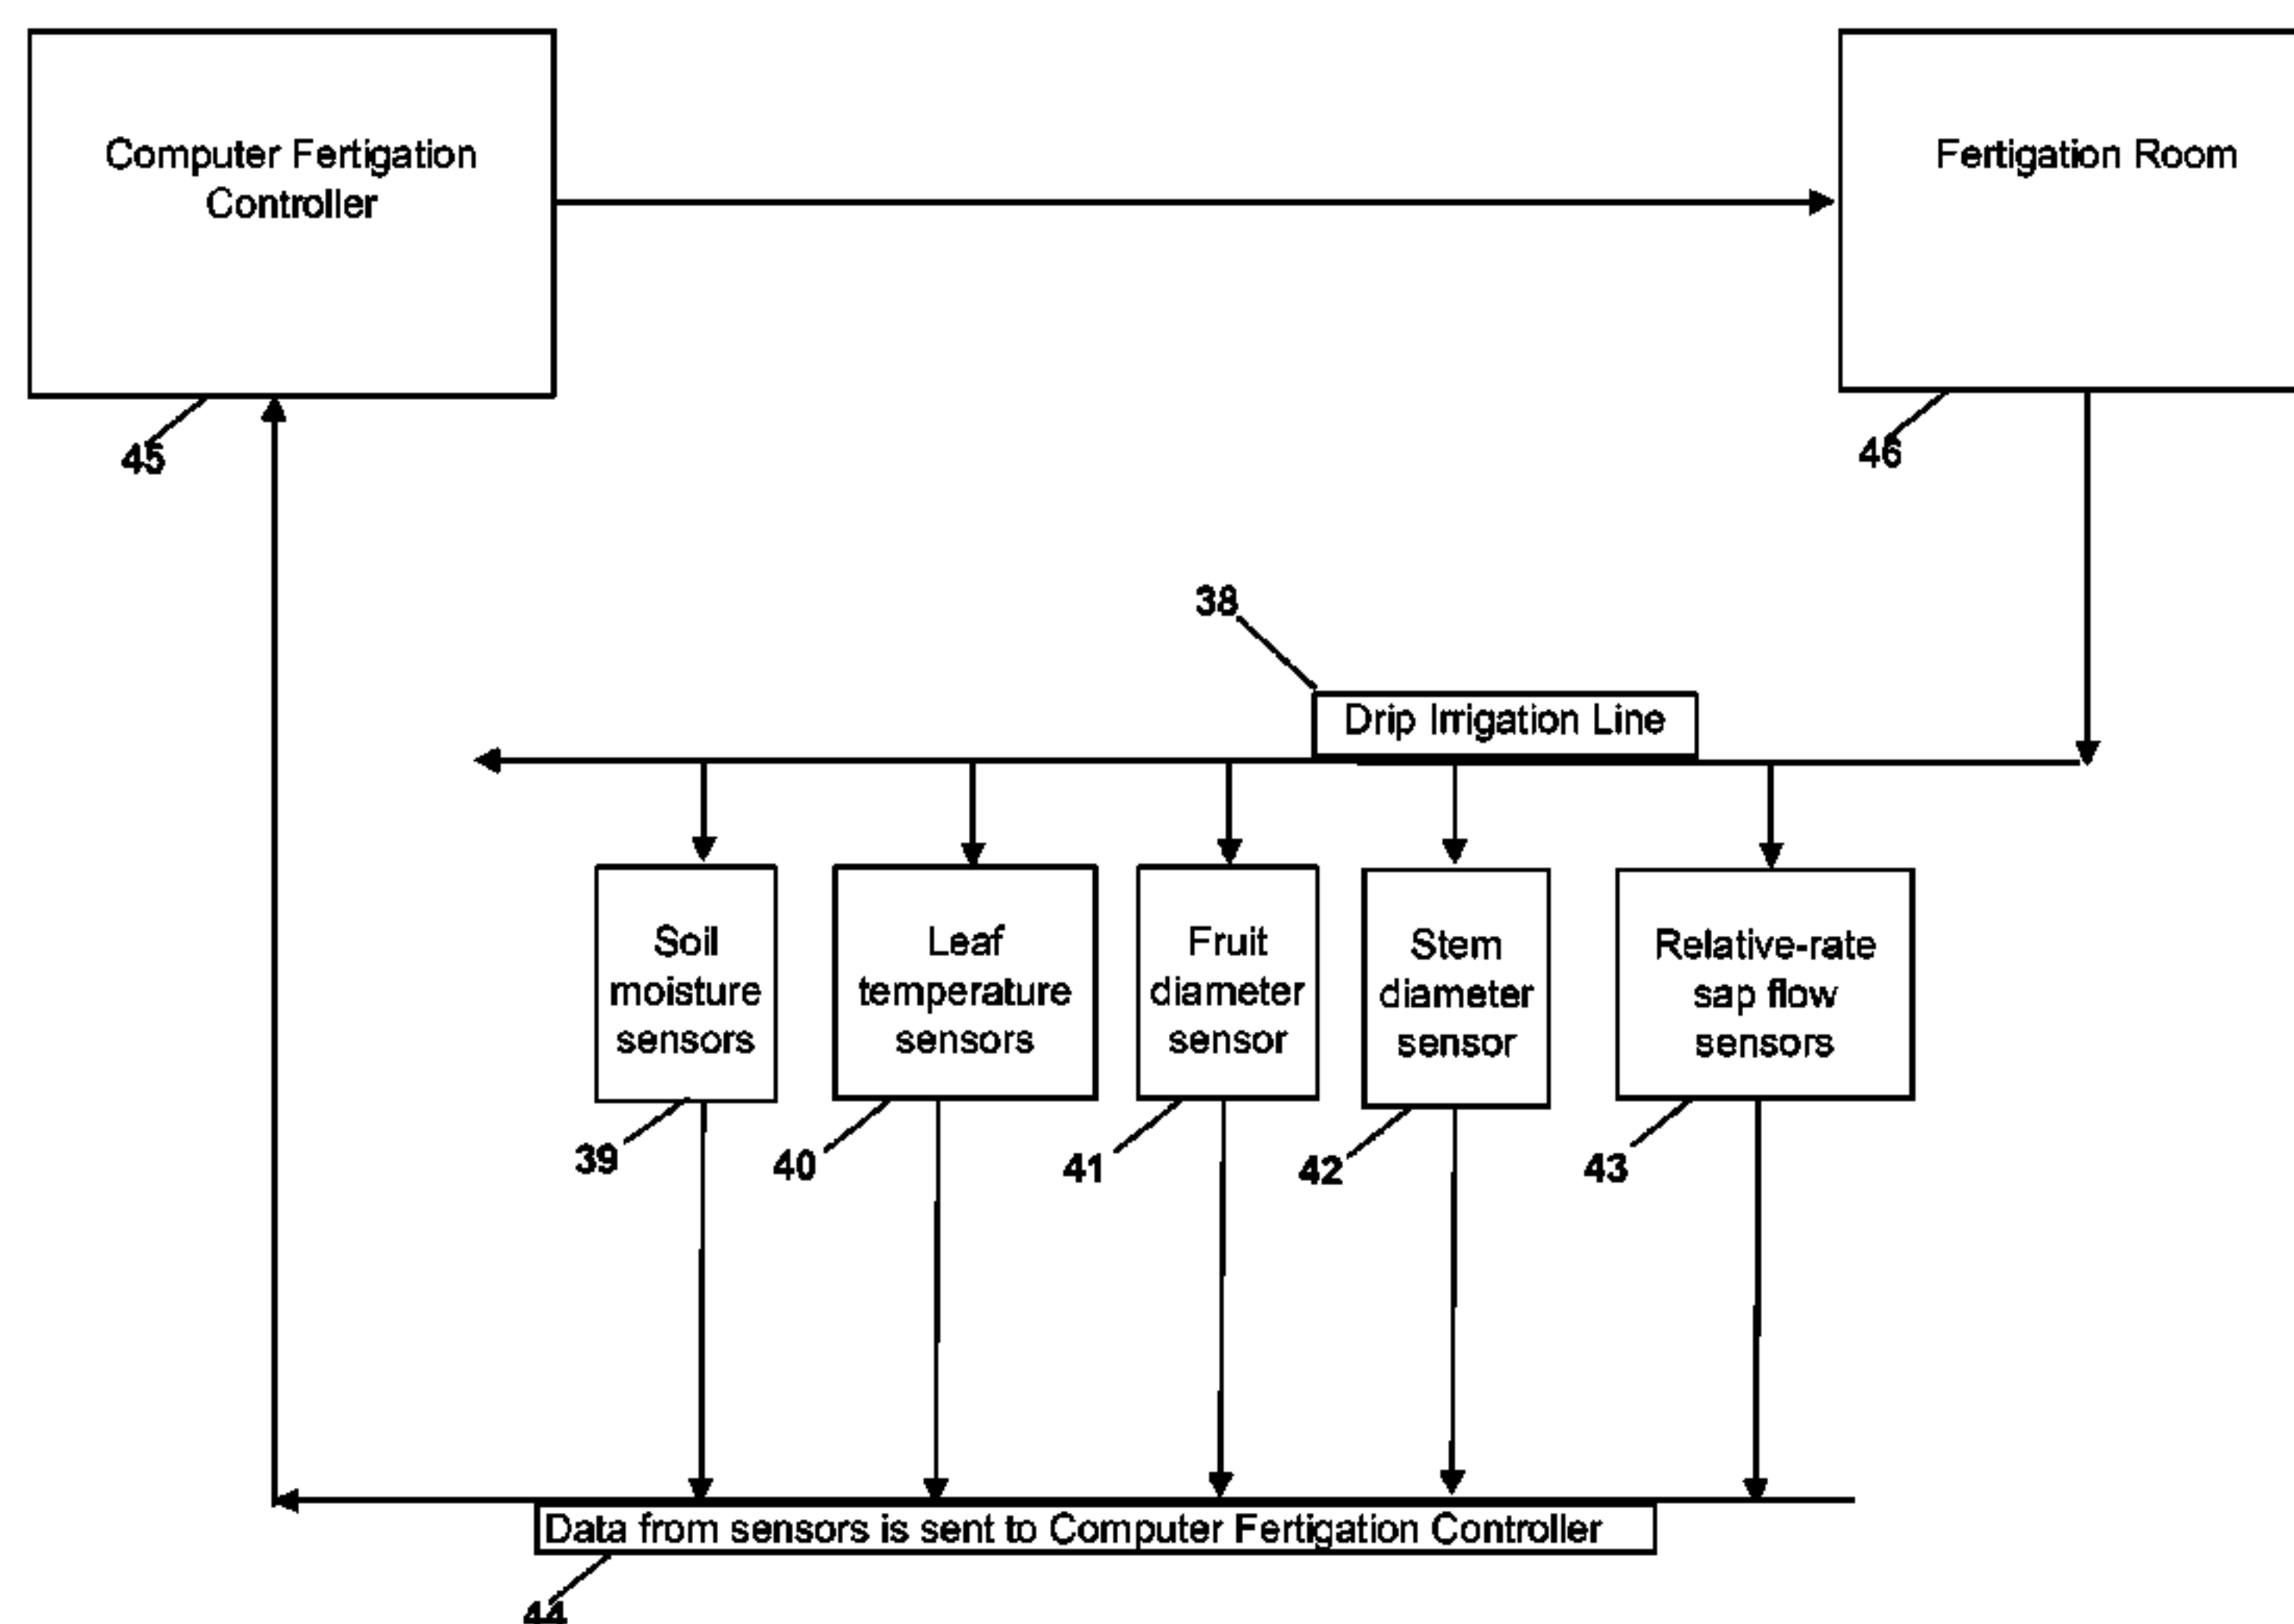 Computer Fertigation
Controller
Fertigation Room
45
46
38
Drip Irrigation Line
Soil
moisture
sensors
Leaf
temperature
sensors
Fruit
diameter
sensor
Stem
diameter
sensor
Relative-rate
sap flow
sensors
39
40
41
42
43
Data from sensors is sent to Computer Fertigation Controller
44